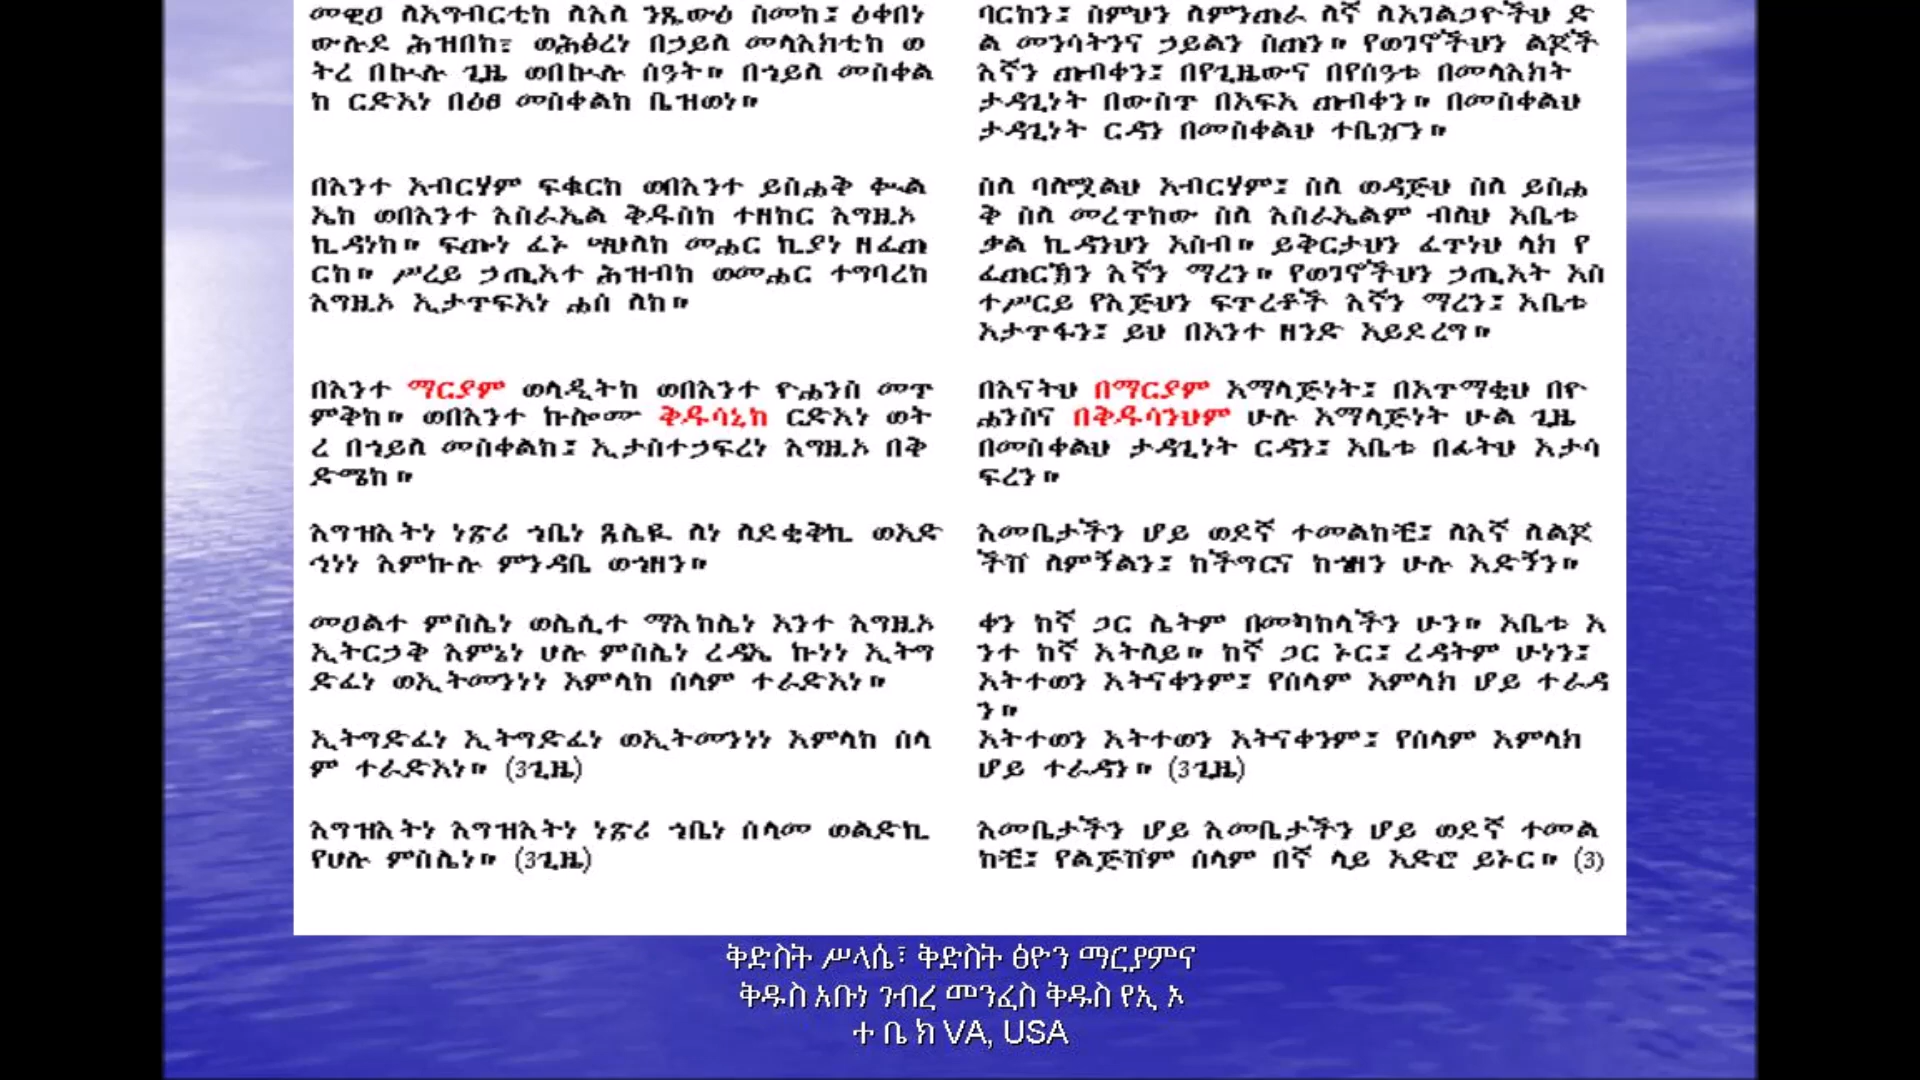 መዊዐ ለአግብርቲከ ለእለ ንጼውዕ ስመከ፤ ዕቀበነ
ውሉደ ሕዝበከ፣ ወሕፅረነ በኃይለ መላእክቲከ ወ
ትረ በኵሉ ጊዜ ወበኵሉ ሰዓት። በኀይለ መስቀል
ከ ርድአነ በዕፀ መስቀልከ ቤዝወነ።
በእንተ አብርሃም ፍቁርከ ወበእንተ ይስሐቅ ቍል
ኤከ ወበእንተ እስራኤል ቅዱስከ ተዘከር እግዚኦ
ኪዳነከ። ፍጡነ ፈኑ ሣህለከ መሐር ኪያነ ዘፈጠ
ርከ። ሥረይ ኃጢአተ ሕዝብከ ወመሐር ተግባረከ
እግዚኦ ኢታጥፍአነ ሐሰ ለከ።
በእንተ ማርያም ወላዲትከ ወበእንተ ዮሐንስ መጥ
ምቅከ። ወበእንተ ኩሎሙ ቅዱሳኒከ ርድአነ ወት
ረ በኀይለ መስቀልከ፤ ኢታስተኃፍረነ እግዚኦ በቅ
ድሜከ።
እግዝእትነ ነጽሪ ኀቤነ ጸሊዪ ለነ ለደቂቅኪ ወአድ
ኅነነ እምኩሉ ምንዳቤ ወኀዘን።
መዐልተ ምስሌነ ወሌሊተ ማእከሌነ አንተ እግዚኦ
ኢትርኃቅ እምኔነ ሀሉ ምስሌነ ረዳኤ ኩነነ ኢትግ
ድፈነ ወኢትመንነነ አምላከ ሰላም ተራድአነ።
ኢትግድፈነ ኢትግድፈነ ወኢትመንነነ አምላከ ሰላ
ም ተራድአነ። (3ጊዜ)
እግዝእትነ እግዝእትነ ነጽሪ ኀቤነ ሰላመ ወልድኪ
የሀሉ ምስሌነ። (3ጊዜ)
ባርከን፤ ስምህን ለምንጠራ ለኛ ለአገልጋዮችህ ድ
ል መንሳትንና ኃይልን ስጠን። የወገኖችህን ልጆች
እኛን ጠብቀን፤ በየጊዜውና በየሰዓቱ በመላእክት
ታዳጊነት በውስጥ በአፍአ ጠብቀን። በመስቀልህ
ታዳጊነት ርዳን በመስቀልህ ተቤዠን።
ስለ ባለሟልህ አብርሃም፤ ስለ ወዳጅህ ስለ ይስሐ
ቅ ስለ መረጥከው ስለ እስራኤልም ብለህ አቤቱ
ቃል ኪዳንህን አስብ። ይቅርታህን ፈጥነህ ላክ የ
ፈጠርኽን እኛን ማረን። የወገኖችህን ኃጢአት አስ
ተሥርይ የእጅህን ፍጥረቶች እኛን ማረን፤ አቤቱ
አታጥፋን፤ ይህ በአንተ ዘንድ አይደረግ።
በእናትህ በማርያም አማላጅነት፤ በአጥማቂህ በዮ
ሐንስና በቅዱሳንህም ሁሉ አማላጅነት ሁል ጊዜ
በመስቀልህ ታዳጊነት ርዳን፤ አቤቱ በፊትህ አታሳ
ፍረን።
እመቤታችን ሆይ ወደኛ ተመልከቺ፤ ለእኛ ለልጆ
ችሽ ለምኝልን፤ ከችግርና ከኀዘን ሁሉ አድኝን።
ቀን ከኛ ጋር ሌትም በመካከላችን ሁን። አቤቱ አ
ንተ ከኛ አትለይ። ከኛ ጋር ኑር፤ ረዳትም ሁነን፤
አትተወን አትናቀንም፤ የሰላም አምላክ ሆይ ተራዳ
ን።
አትተወን አትተወን አትናቀንም፤ የሰላም አምላክ
ሆይ ተራዳን። (3ጊዜ)
እመቤታችን ሆይ እመቤታችን ሆይ ወደኛ ተመል
ከቺ፤ የልጅሽም ሰላም በኛ ላይ አድሮ ይኑር። (3)
ቅድስት ሥላሴ፣ ቅድስት ፅዮን ማርያምና
ቅዱስ አቡነ ገብረ መንፈስ ቅዱስ የኢ ኦ
ተ ቤ ክ VA, USA